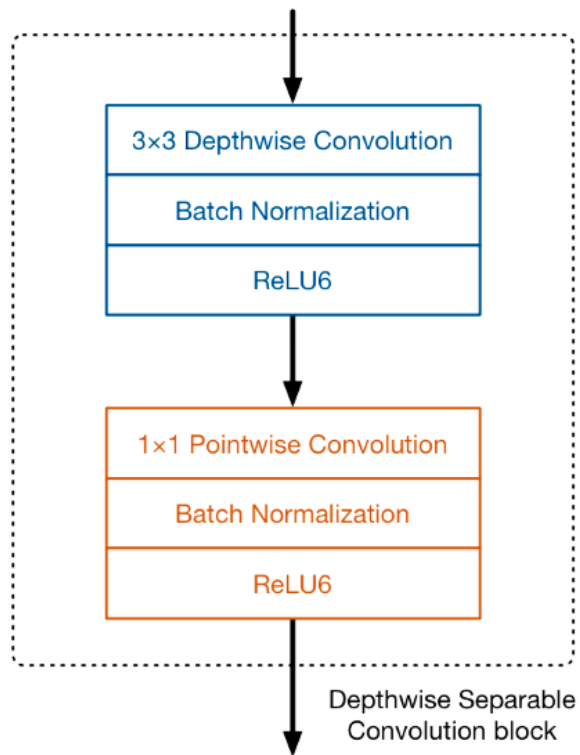 3×3 Depthwise Convolution
Batch Normalization
ReLU6
1×1 Pointwise Convolution
Batch Normalization
ReLU6
Depthwise Separable
Convolution block